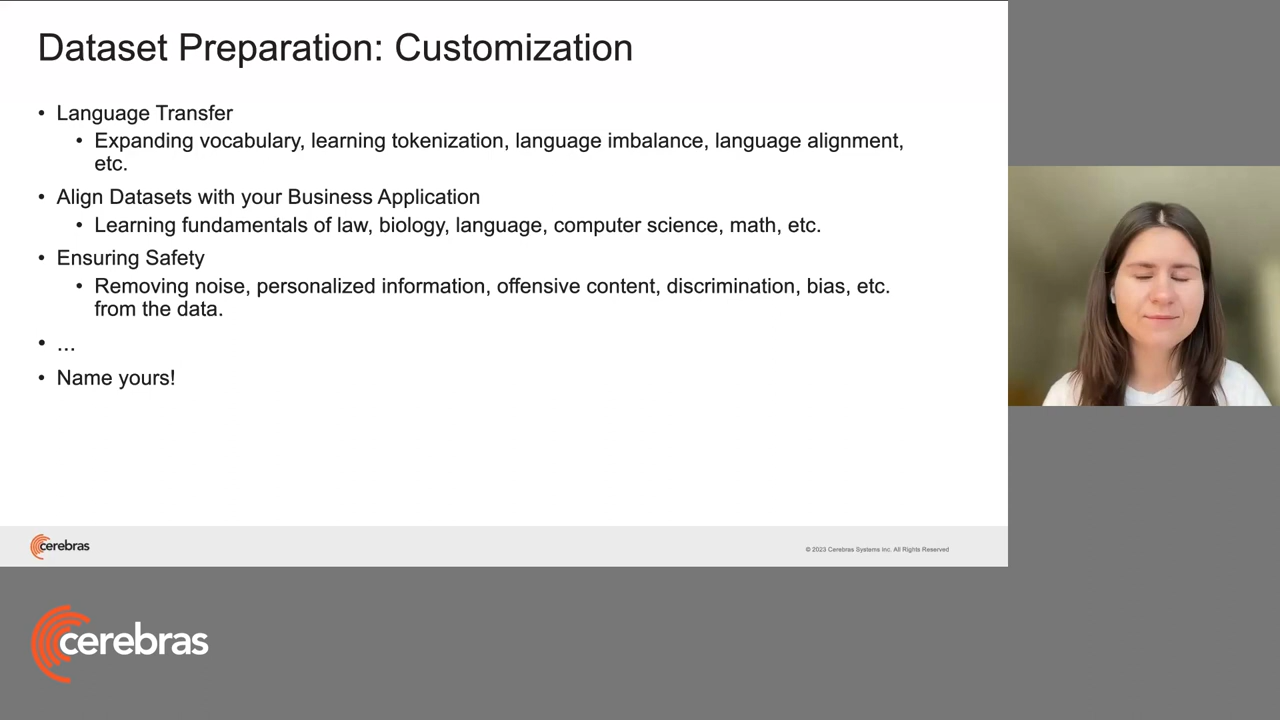 Dataset Preparation: Customization
• Language Transfer
• Expanding vocabulary, learning tokenization, language imbalance, language alignment,
etc.
• Align Datasets with your Business Application
• Learning fundamentals of law, biology, language, computer science, math, etc.
• Ensuring Safety
• Removing noise, personalized information, offensive content, discrimination, bias, etc.
from the data.
• ...
• Name yours!
cerebras
© 2023 Cerebras Systems Inc. All Rights Reserved
cerebras